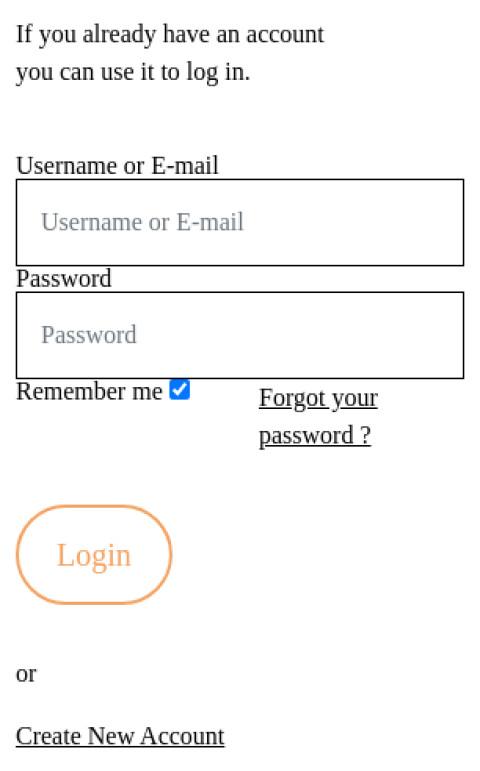 If you already have an account
you can use it to log in.
Username or E-mail
Username or E-mail
Password
Password
Remember me
Forgot your
password ?
Login
or
Create New Account